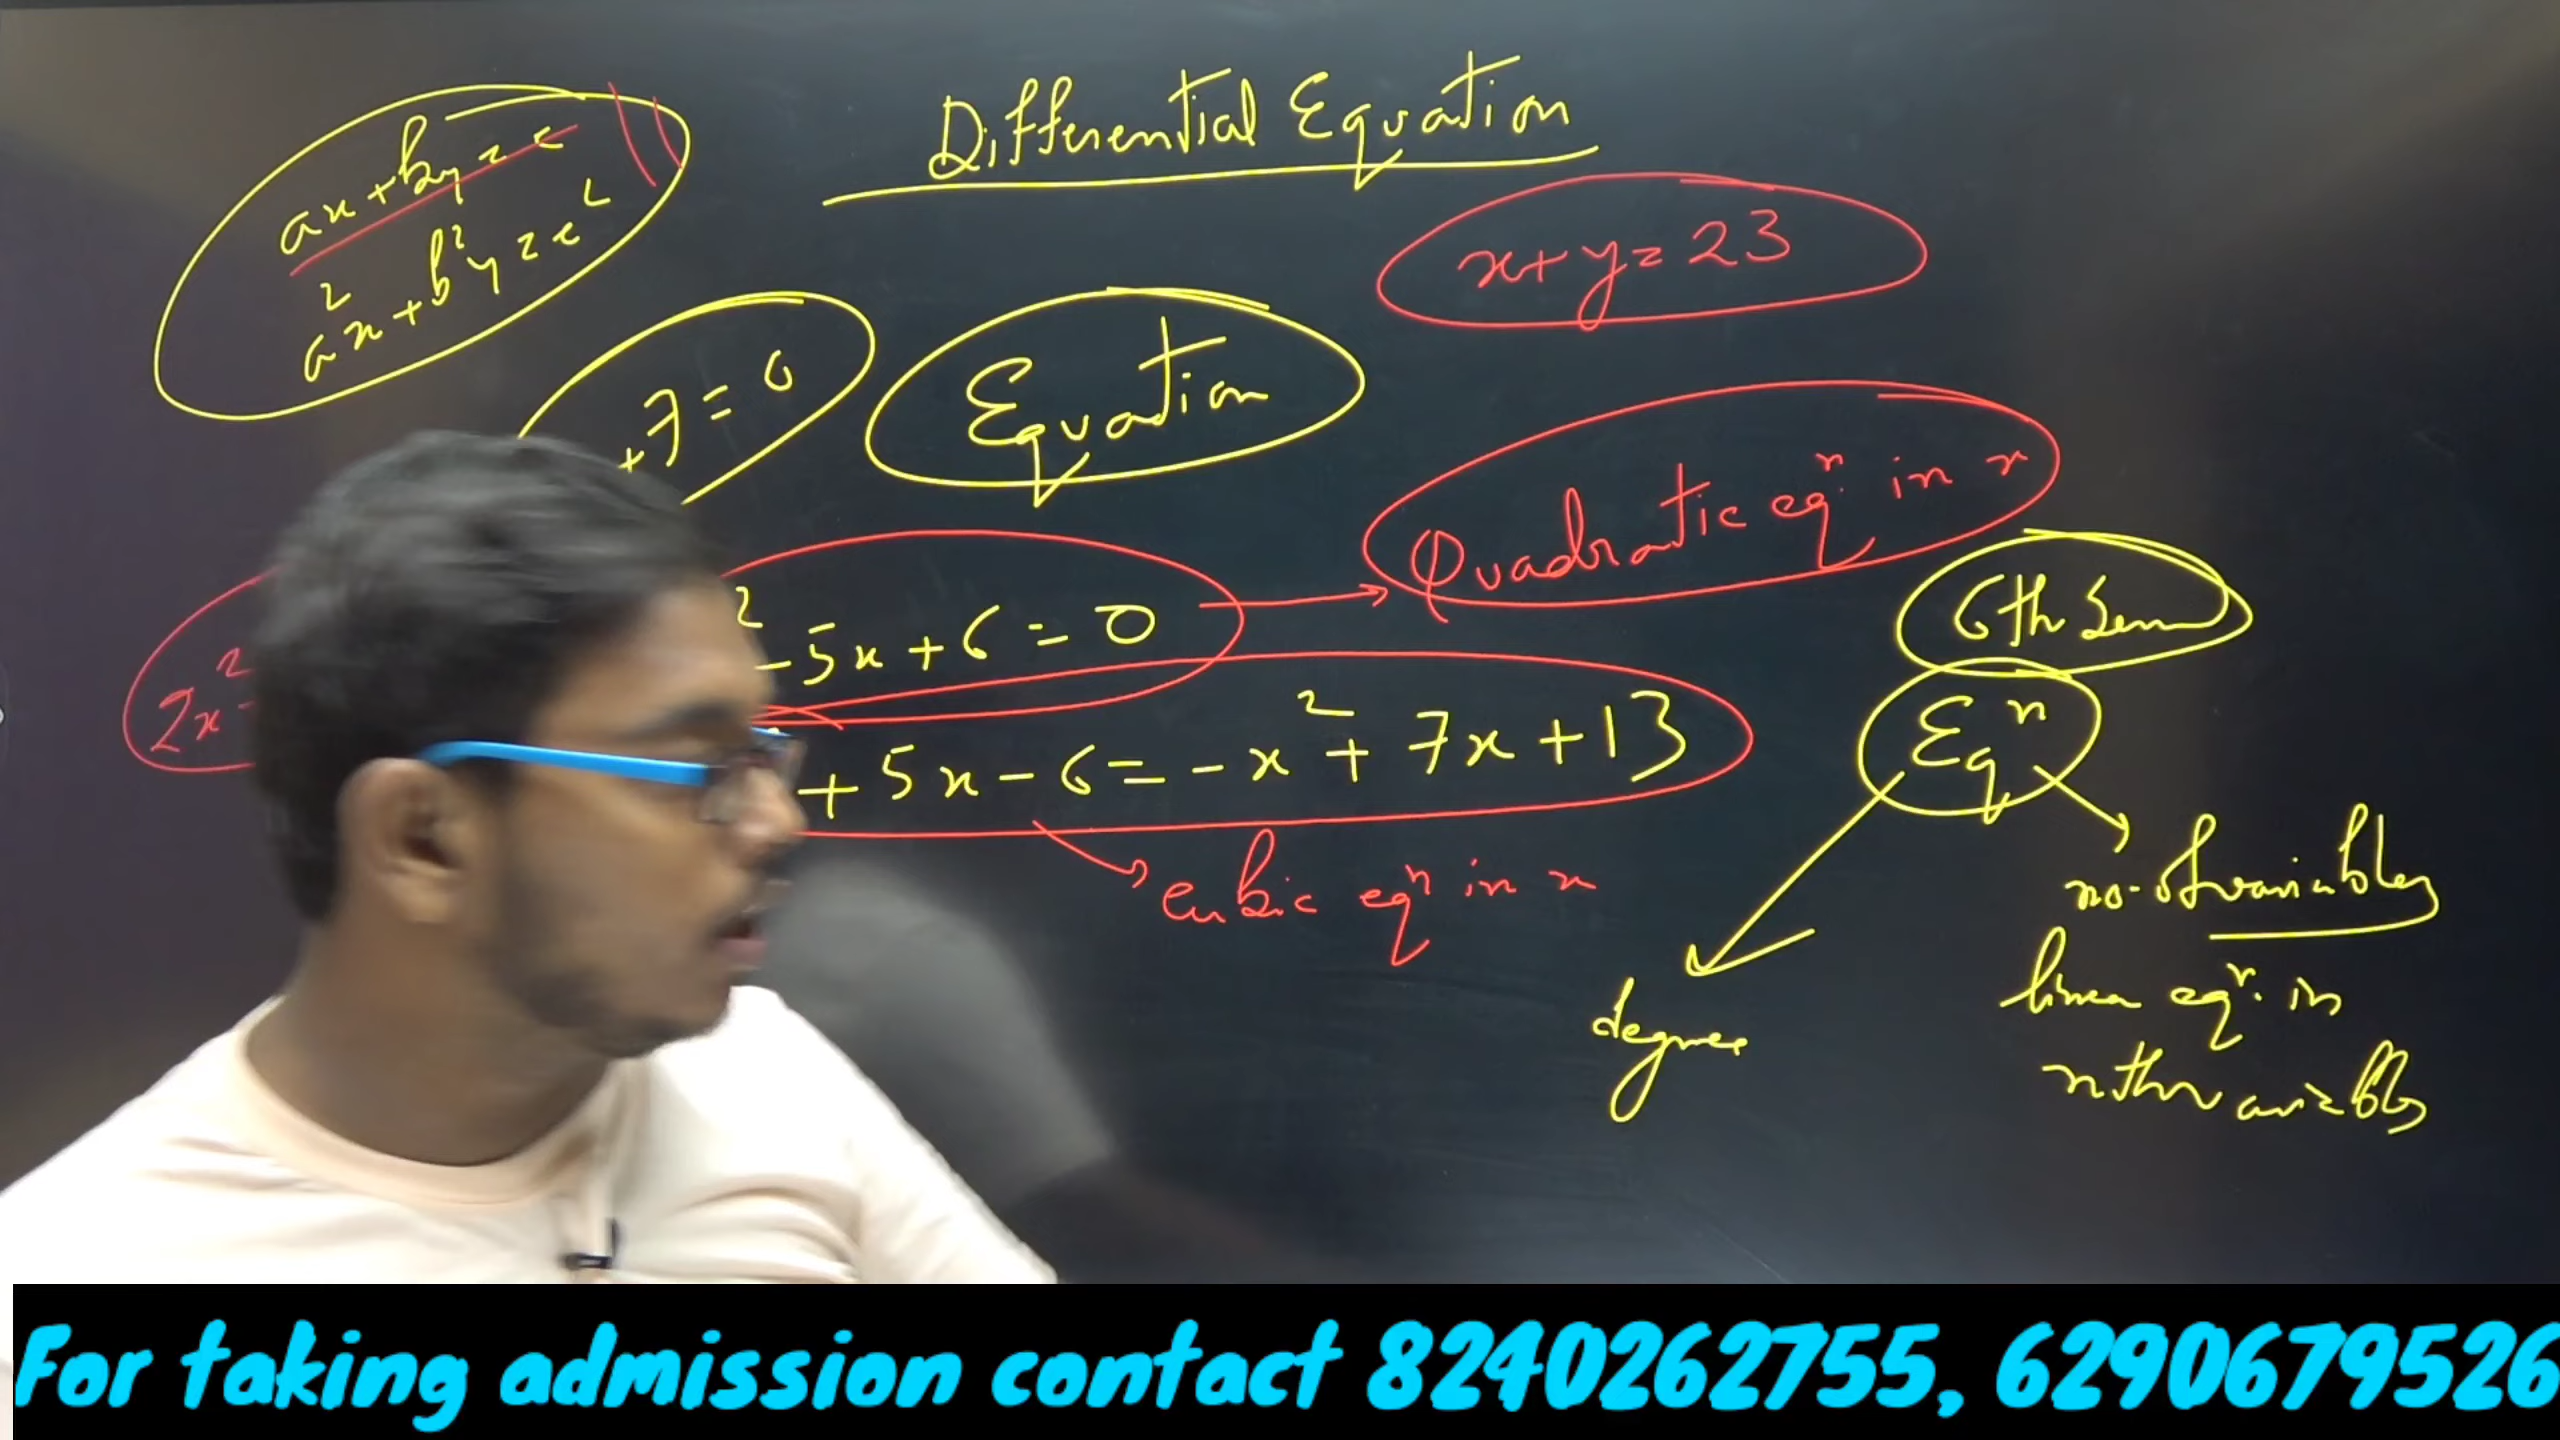 Differential Equation
ax+by=c
a²x+b²y=c²
x+y=23
+7=0
Equation
Quadratic eqⁿ in x
2x²
²-5x+6=0
6th Sem
+5x-6=-x²+7x+13
Eqⁿ
cubic eqⁿ in x
no. of variables
degree
linear eqⁿ. in
nth variables
For taking admission contact 8240262755, 6290679526